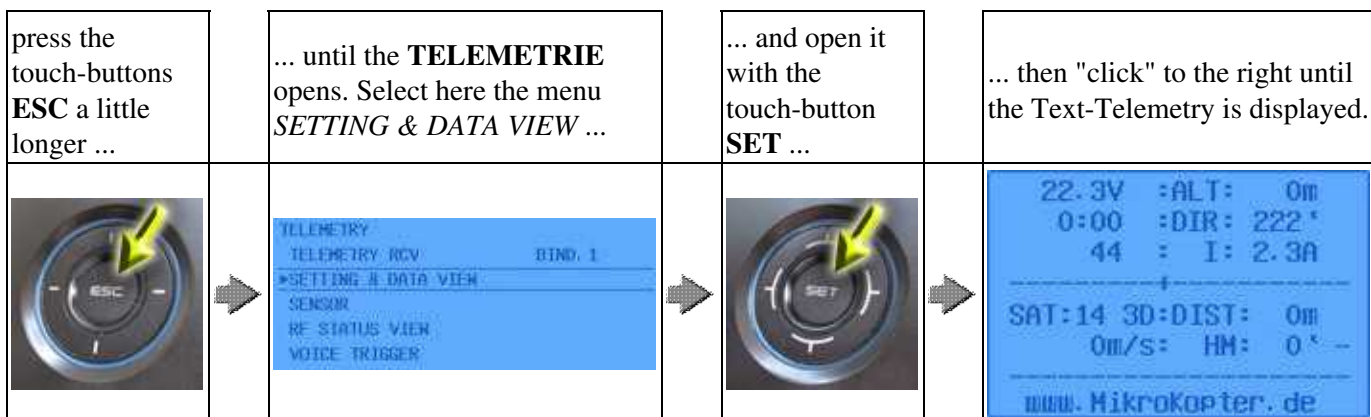 press the
touch-buttons
ESC a little
longer ...
... until the TELEMETRIE
opens. Select here the menu
SETTING & DATA VIEW ...
... and open it
with the
touch-button
SET ...
... then "click" to the right until
the Text-Telemetry is displayed.
ESC
TELEMETRY
TELEMETRY RCV BIND. 1
▶SETTING & DATA VIEW
SENSOR
RF STATUS VIEW
VOICE TRIGGER
SET
22.3V :ALT: 0m
0:00 :DIR: 222°
44 : I: 2.3A
SAT:14 3D:DIST: 0m
0m/s: HM: 0° -
www.MikroKopter.de